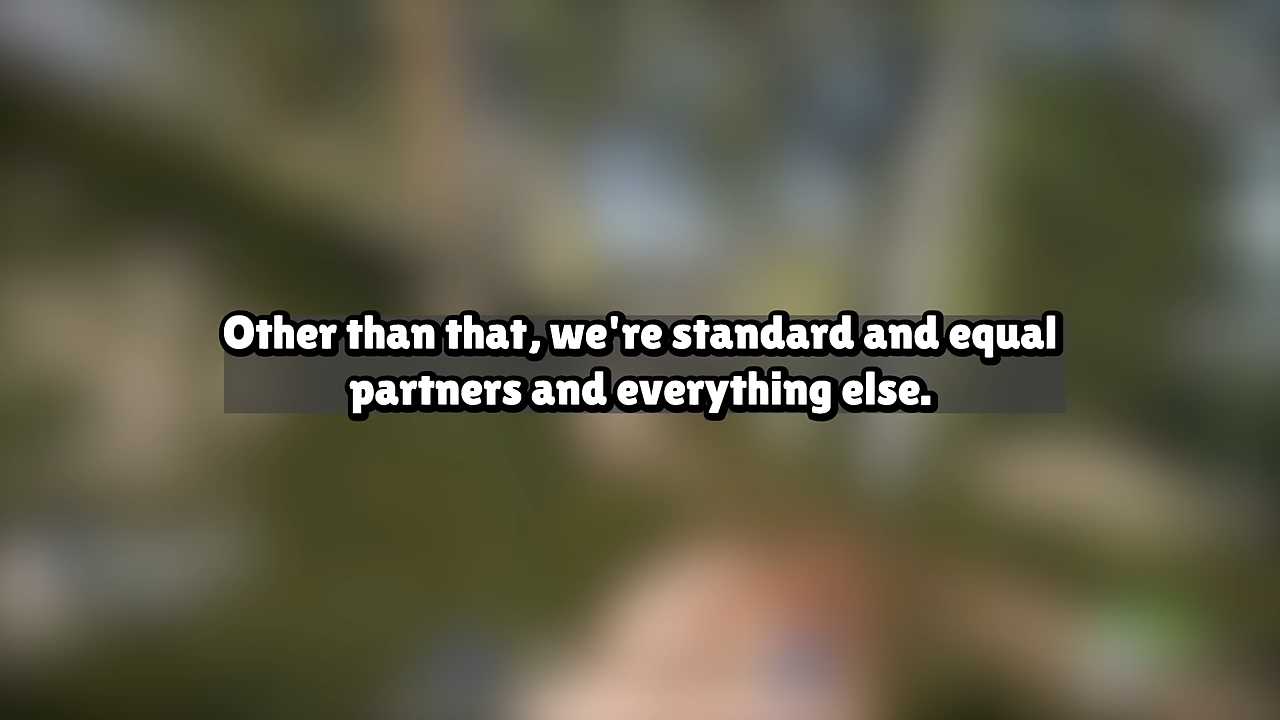 Other than that, we're standard and equal
partners and everything else.